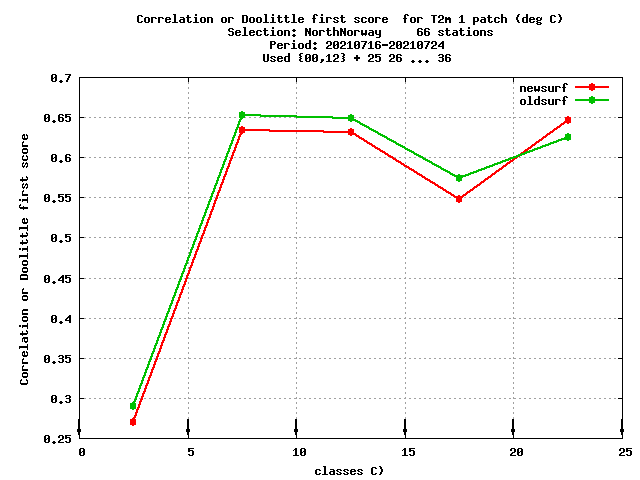 Correlation or Doolittle first score  for T2m 1 patch (deg C)
Selection: NorthNorway     66 stations
Period: 20210716-20210724
Used {00,12} + 25 26 ... 36
newsurf
oldsurf
Correlation or Doolittle first score
0.7
0.65
0.6
0.55
0.5
0.45
0.4
0.35
0.3
0.25
0 5 10 15 20 25
classes C)